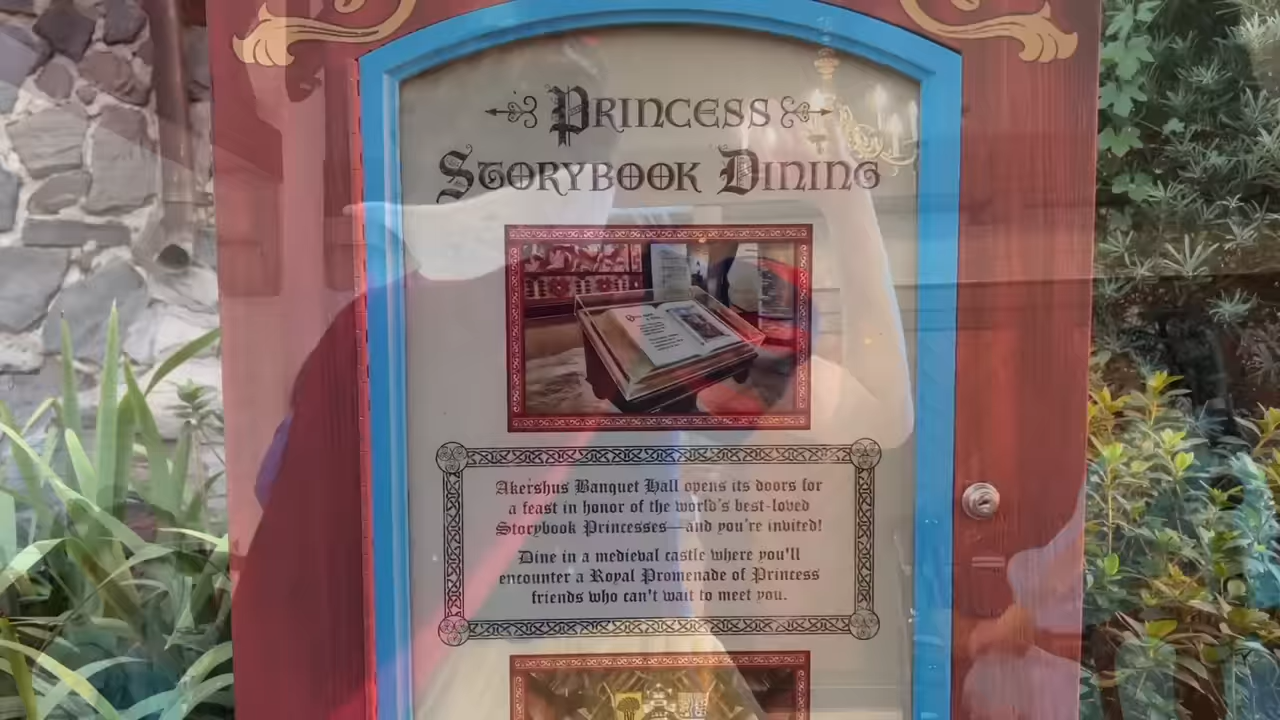 Princess
Storybook Dining
Akershus Banquet Hall opens its doors for
a feast in honor of the world's best-loved
Storybook Princesses—and you're invited!
Dine in a medieval castle where you'll
encounter a Royal Promenade of Princess
friends who can't wait to meet you.